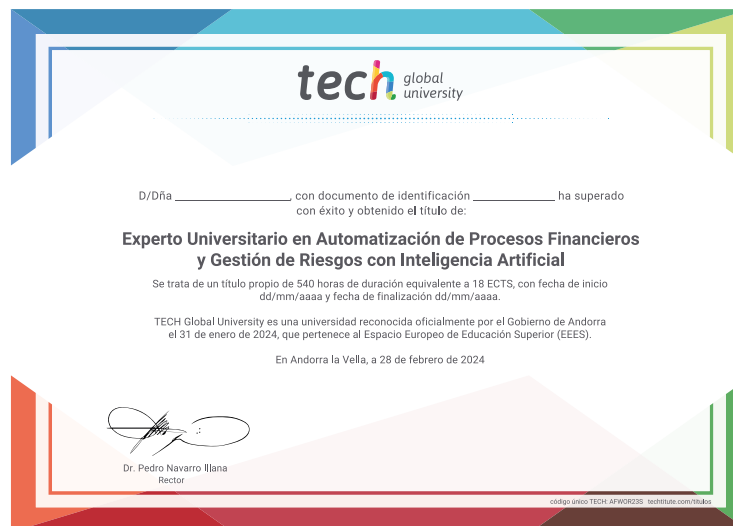 tech global university
D/Dña ____________, con documento de identificación ____________ ha superado
con éxito y obtenido el título de:
Experto Universitario en Automatización de Procesos Financieros
y Gestión de Riesgos con Inteligencia Artificial
Se trata de un título propio de 540 horas de duración equivalente a 18 ECTS, con fecha de inicio
dd/mm/aaaa y fecha de finalización dd/mm/aaaa.
TECH Global University es una universidad reconocida oficialmente por el Gobierno de Andorra
el 31 de enero de 2024, que pertenece al Espacio Europeo de Educación Superior (EEES).
En Andorra la Vella, a 28 de febrero de 2024
Dr. Pedro Navarro Illana
Rector
código único TECH: AFWOR23S techtitute.com/titulos